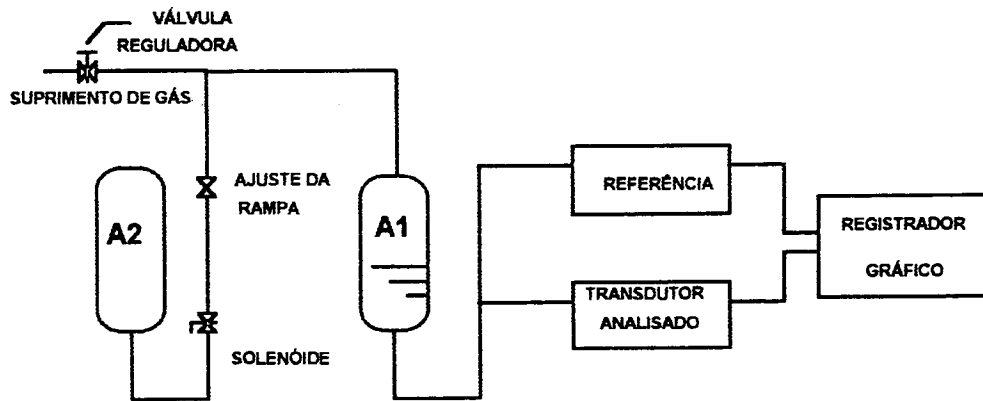 VÁLVULA
REGULADORA
SUPRIMENTO DE GÁS
A2
AJUSTE DA
RAMPA
SOLENÓIDE
A1
REFERÊNCIA
TRANSDUTOR
ANALISADO
REGISTRADOR
GRÁFICO